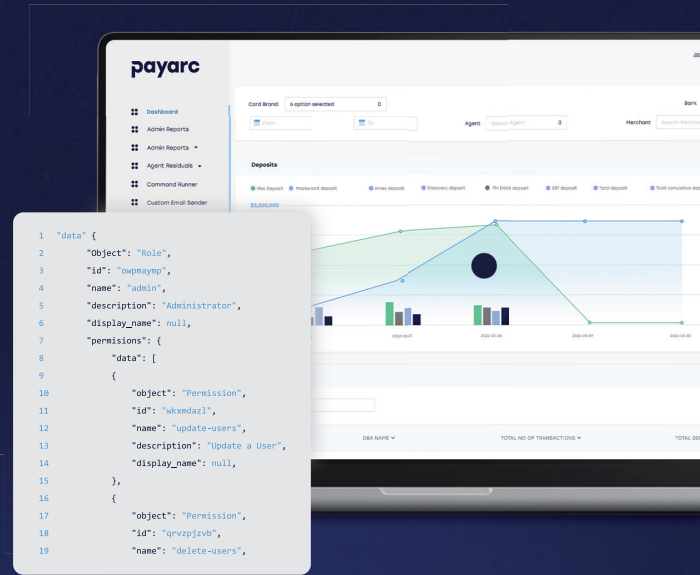 payarc
Dashboard
Admin Reports
Admin Reports
Agent Residuals
Command Runner
Custom Email Sender
Card Brand: 6 option selected
Bank
From
To
Agent Search Agent
Merchant Search Merchan
Deposits
Visa Deposit Mastercard deposit Amex deposit Discovery deposit Pin Debit deposit EBT deposit Total deposit Total cumulative dep
$3,200,000
DBA NAME
TOTAL NO OF TRANSACTIONS
TOTAL DE
1 "data" {
2 "Object": "Role",
3 "id": "owpmaymp",
4 "name": "admin",
5 "description": "Administrator",
6 "display_name": null,
7 "permisions": {
8 "data": [
9 {
10 "object": "Permission",
11 "id": "wkxmdazl",
12 "name": "update-users",
13 "description": "Update a User",
14 "display_name": null,
15 },
16 {
17 "object": "Permission",
18 "id": "qrvzpjzvb",
19 "name": "delete-users",